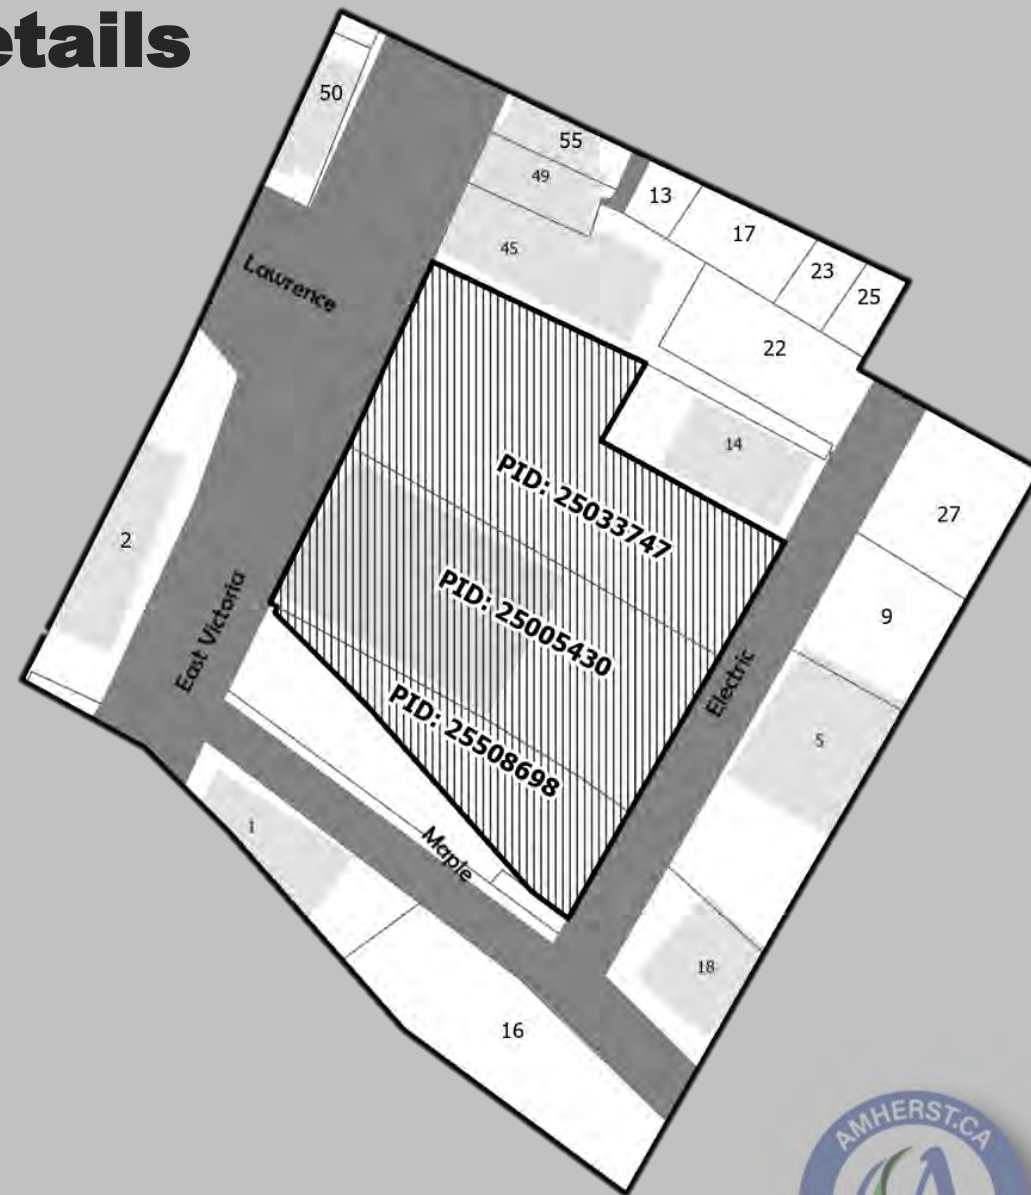 etails
50
55
49
13
45
17
23
25
Lawrence
22
14
PID: 25033747
27
2
PID: 25005430
9
East Victoria
Electric
PID: 25508698
5
1
Maple
18
16
AMHERST.CA